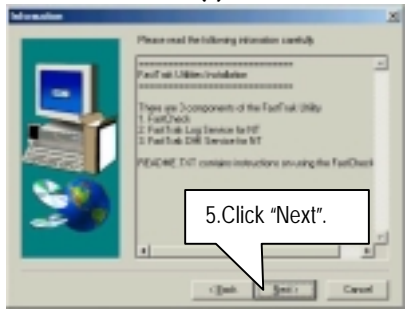 Information
Please read the following information carefully.
FastTrak Utilities Installation
There are 3 components of the FastTrak Utility.
1. FastCheck
2. FastTrak Log Service for NT
3. FastTrak DMI Service for NT
README.TXT contains instructions on using the FastCheck
5.Click “Next”.
< Back
Next >
Cancel